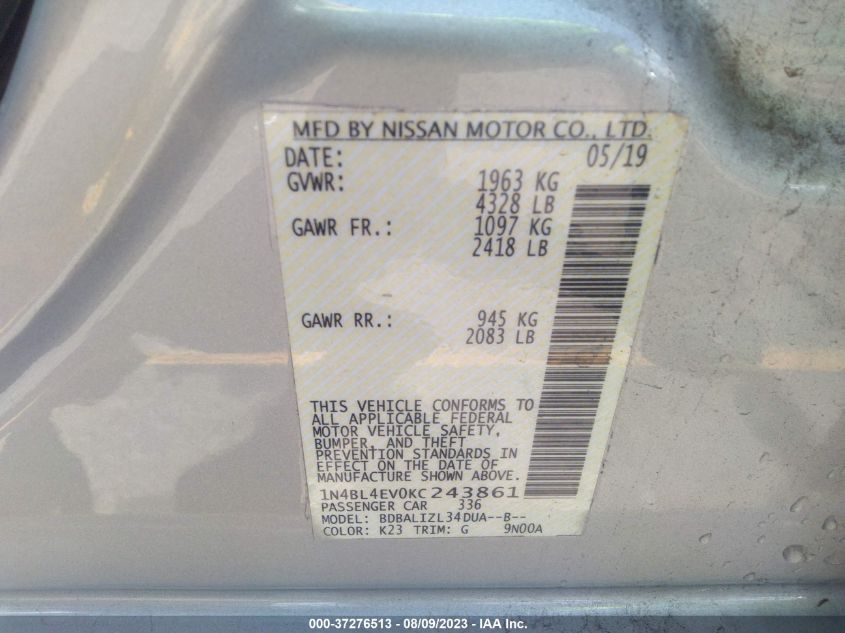 MFD BY NISSAN MOTOR CO., LTD.
DATE: 05/19
GVWR: 1963 KG
4328 LB
GAWR FR.: 1097 KG
2418 LB
GAWR RR.: 945 KG
2083 LB
THIS VEHICLE CONFORMS TO
ALL APPLICABLE FEDERAL
MOTOR VEHICLE SAFETY,
BUMPER, AND THEFT
PREVENTION STANDARDS IN
EFFECT ON THE DATE OF
MANUFACTURE SHOWN ABOVE.
1N4BL4EV0KC243861
PASSENGER CAR 336
MODEL: BDBALIZL34DUA--B--
COLOR: K23 TRIM: G 9N00A
000-37276513 - 08/09/2023 - IAA Inc.